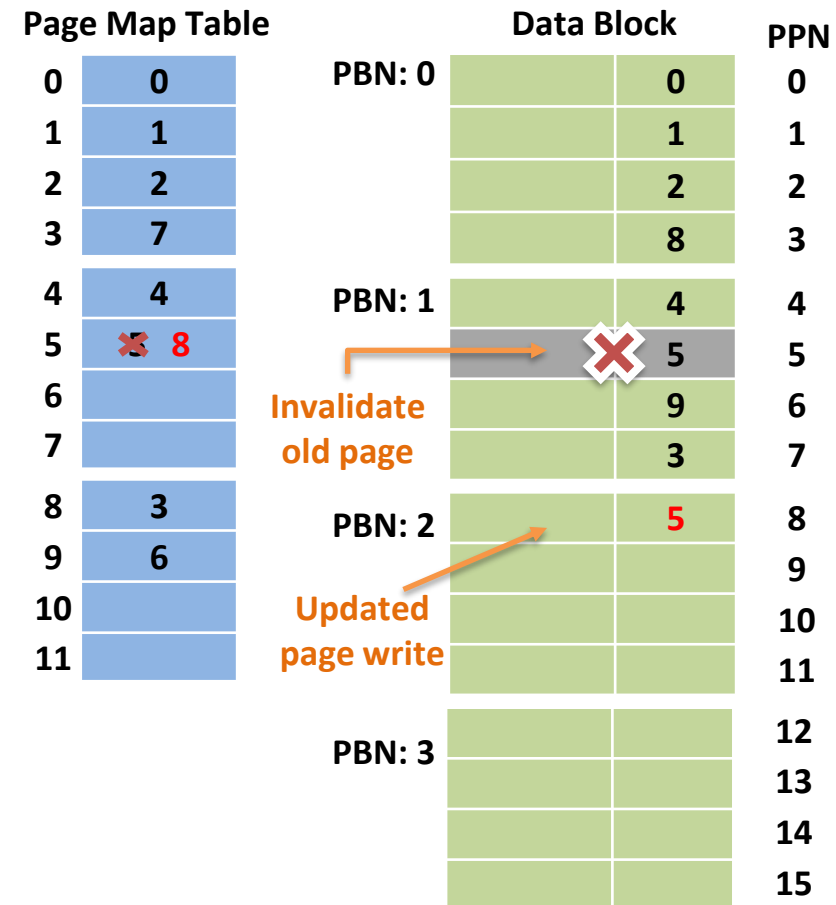 Page Map Table Data Block PPN
0 0 PBN: 0 0 0
1 1 1 1
2 2 2 2
3 7 8 3
4 4 PBN: 1 4 4
5 5 8 5 5
6 Invalidate 9 6
7 old page 3 7
8 3 PBN: 2 5 8
9 6 9
10 Updated 10
11 page write 11
PBN: 3 12
13
14
15